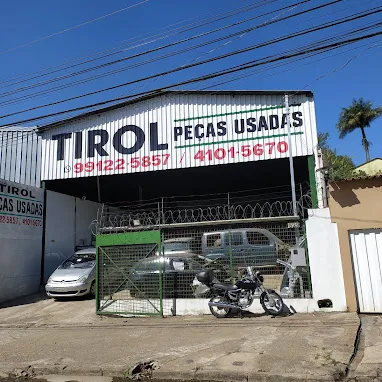 TIROL PEÇAS USADAS
99122-5857 / 4101-5670
TIROL
PEÇAS USADAS